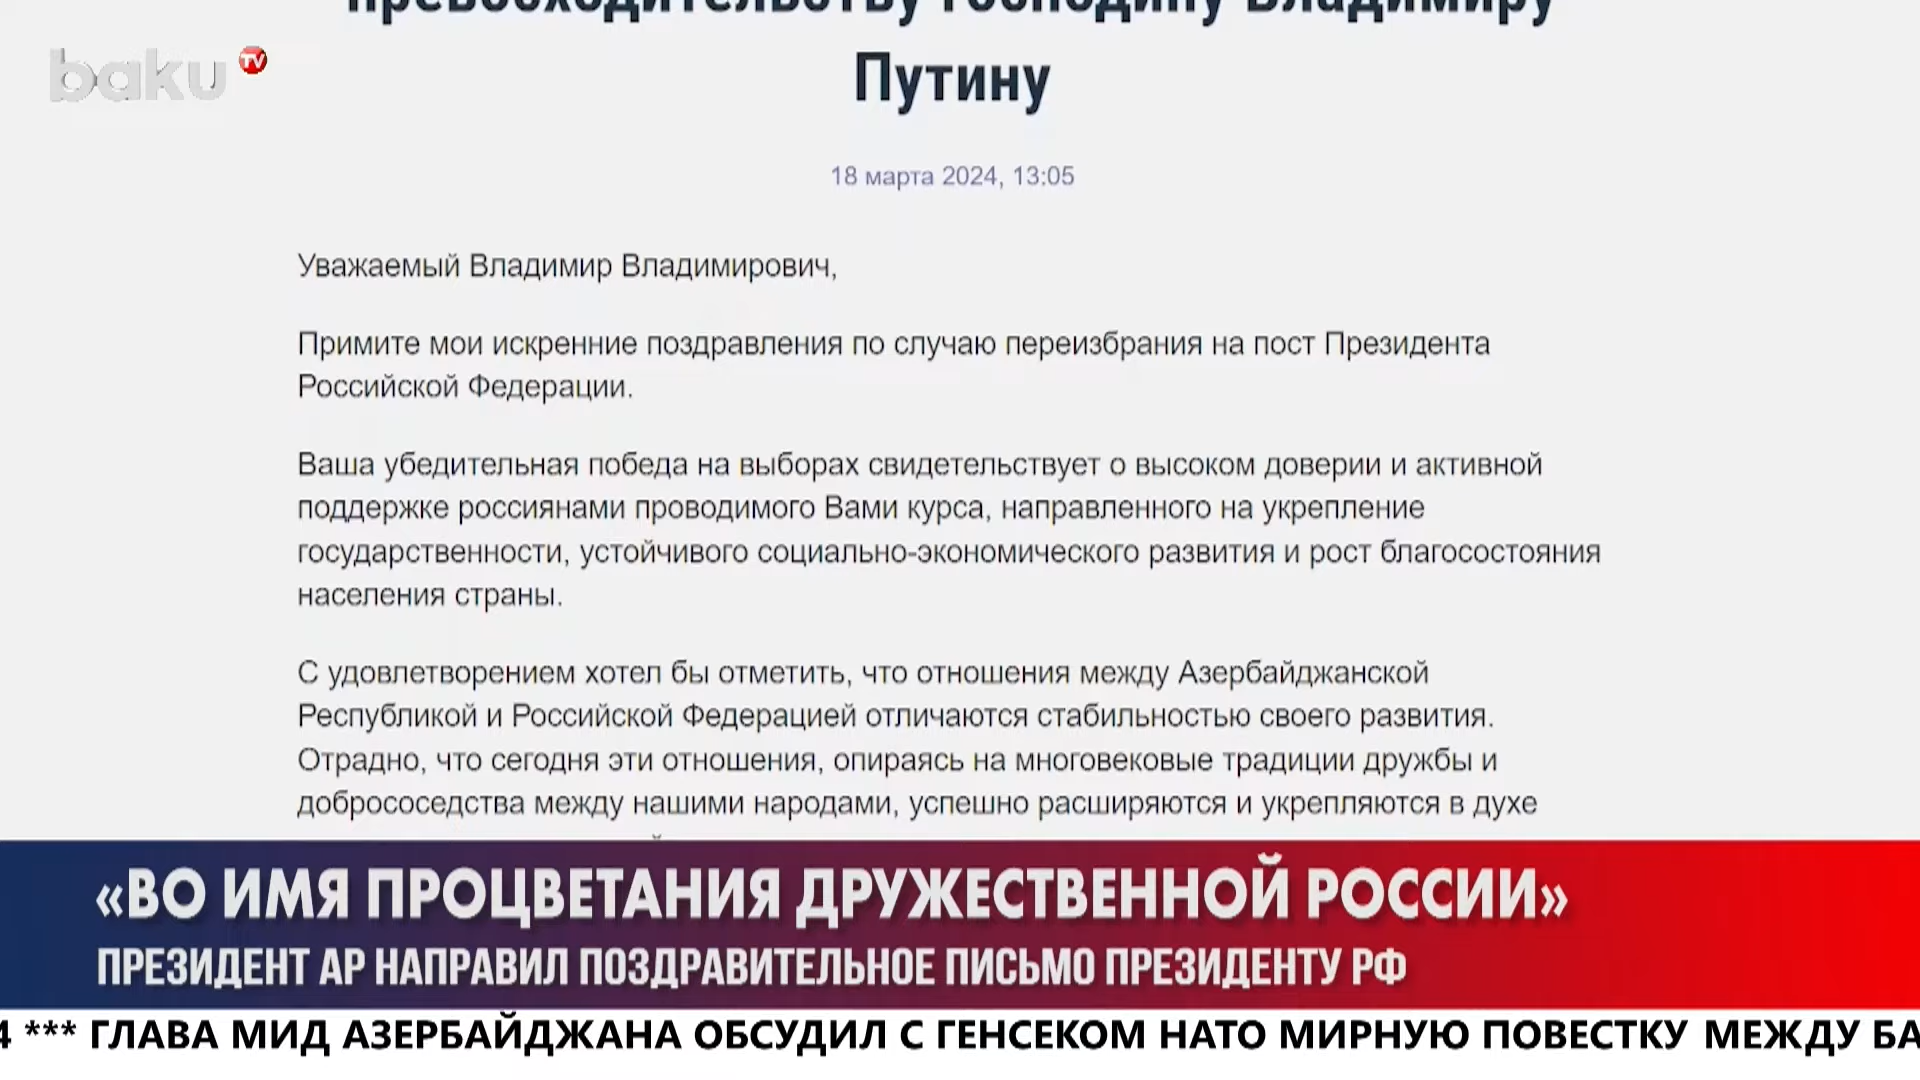 превосходительству господину Владимиру
Путину
baku TV
18 марта 2024, 13:05
Уважаемый Владимир Владимирович,
Примите мои искренние поздравления по случаю переизбрания на пост Президента
Российской Федерации.
Ваша убедительная победа на выборах свидетельствует о высоком доверии и активной
поддержке россиянами проводимого Вами курса, направленного на укрепление
государственности, устойчивого социально-экономического развития и рост благосостояния
населения страны.
С удовлетворением хотел бы отметить, что отношения между Азербайджанской
Республикой и Российской Федерацией отличаются стабильностью своего развития.
Отрадно, что сегодня эти отношения, опираясь на многовековые традиции дружбы и
добрососедства между нашими народами, успешно расширяются и укрепляются в духе
«ВО ИМЯ ПРОЦВЕТАНИЯ ДРУЖЕСТВЕННОЙ РОССИИ»
ПРЕЗИДЕНТ АР НАПРАВИЛ ПОЗДРАВИТЕЛЬНОЕ ПИСЬМО ПРЕЗИДЕНТУ РФ
4 *** ГЛАВА МИД АЗЕРБАЙДЖАНА ОБСУДИЛ С ГЕНСЕКОМ НАТО МИРНУЮ ПОВЕСТКУ МЕЖДУ БА